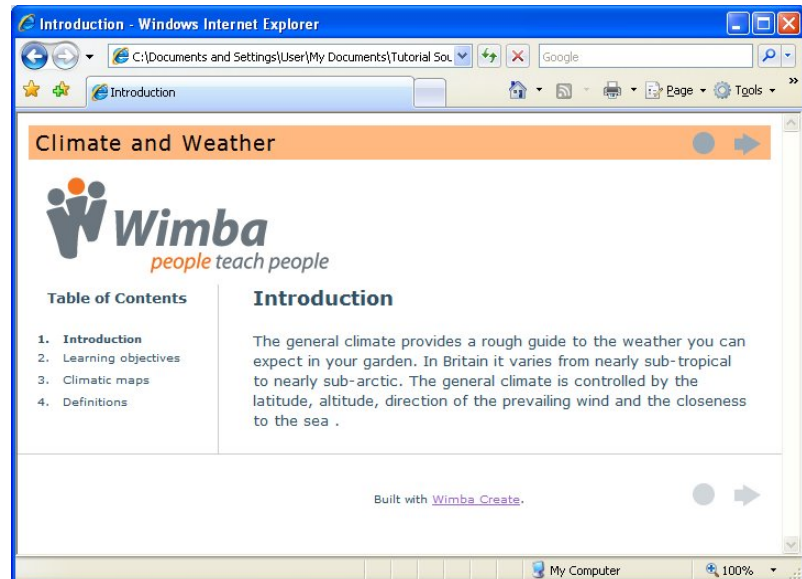 Introduction - Windows Internet Explorer
C:\Documents and Settings\User\My Documents\Tutorial Sou
Google
Introduction
Page
Tools
»
Climate and Weather
Wimba
people teach people
Table of Contents
1. Introduction
2. Learning objectives
3. Climatic maps
4. Definitions
Introduction
The general climate provides a rough guide to the weather you can
expect in your garden. In Britain it varies from nearly sub-tropical
to nearly sub-arctic. The general climate is controlled by the
latitude, altitude, direction of the prevailing wind and the closeness
to the sea .
Built with Wimba Create.
My Computer
100%